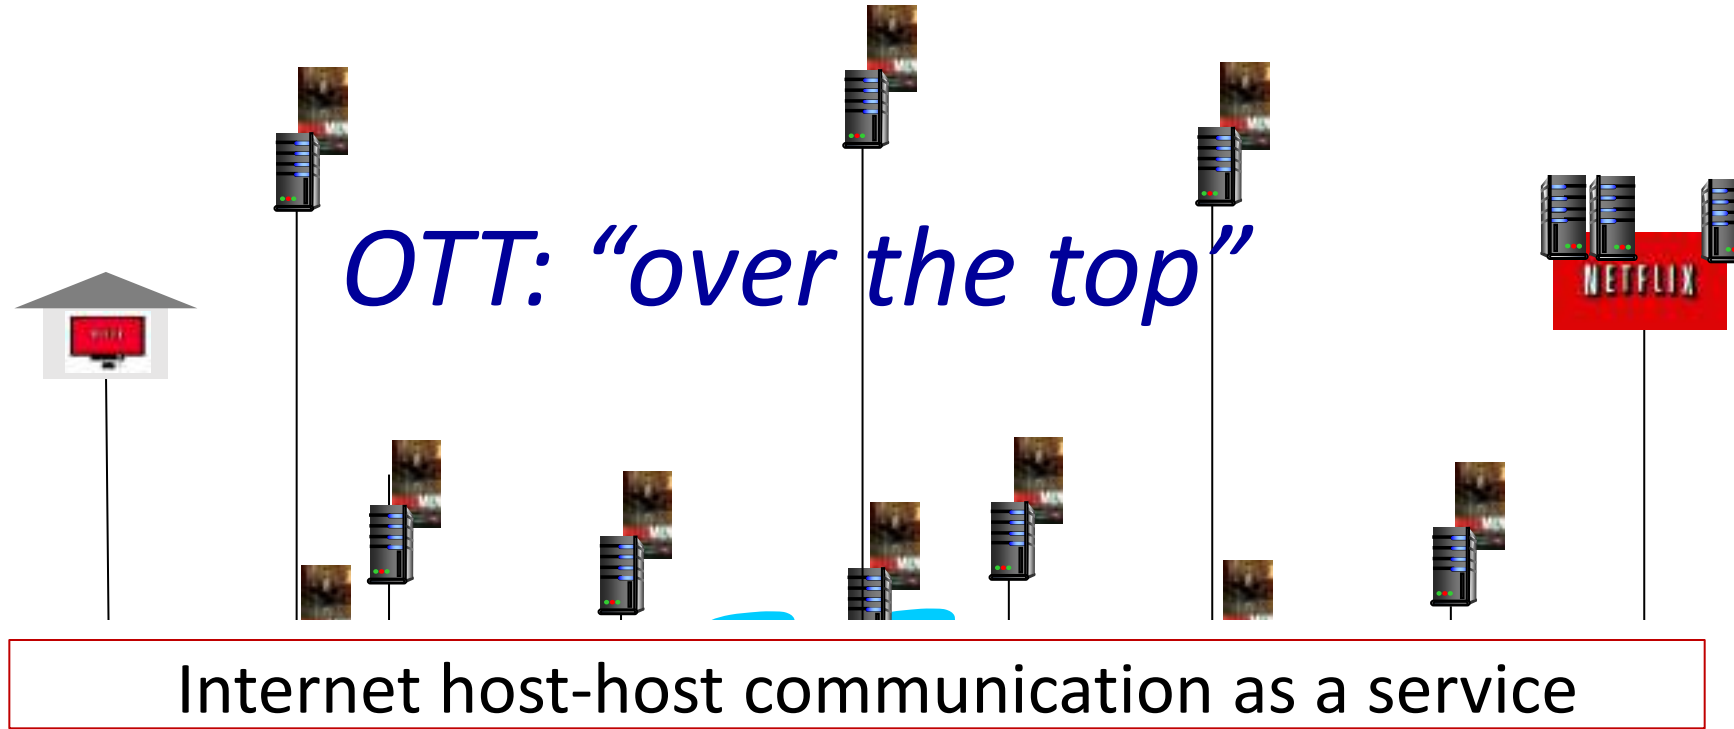 OTT: “over the top”
NETFLIX
Internet host-host communication as a service